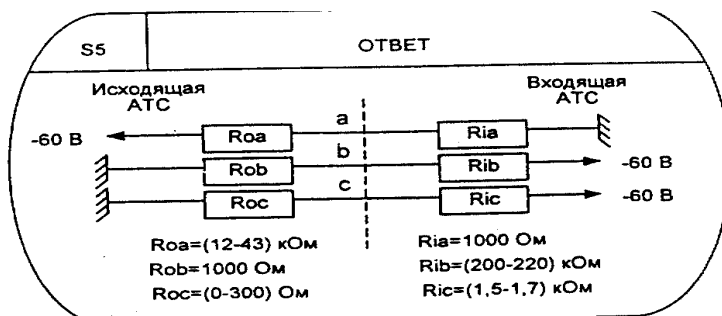 S5
ОТВЕТ
Исходящая
АТС
Входящая
АТС
-60 В
Roa
a
Ria
Rob
b
Rib
-60 В
Roc
c
Ric
-60 В
Roa=(12-43) кОм
Rob=1000 Ом
Roc=(0-300) Ом
Ria=1000 Ом
Rib=(200-220) кОм
Ric=(1,5-1,7) кОм